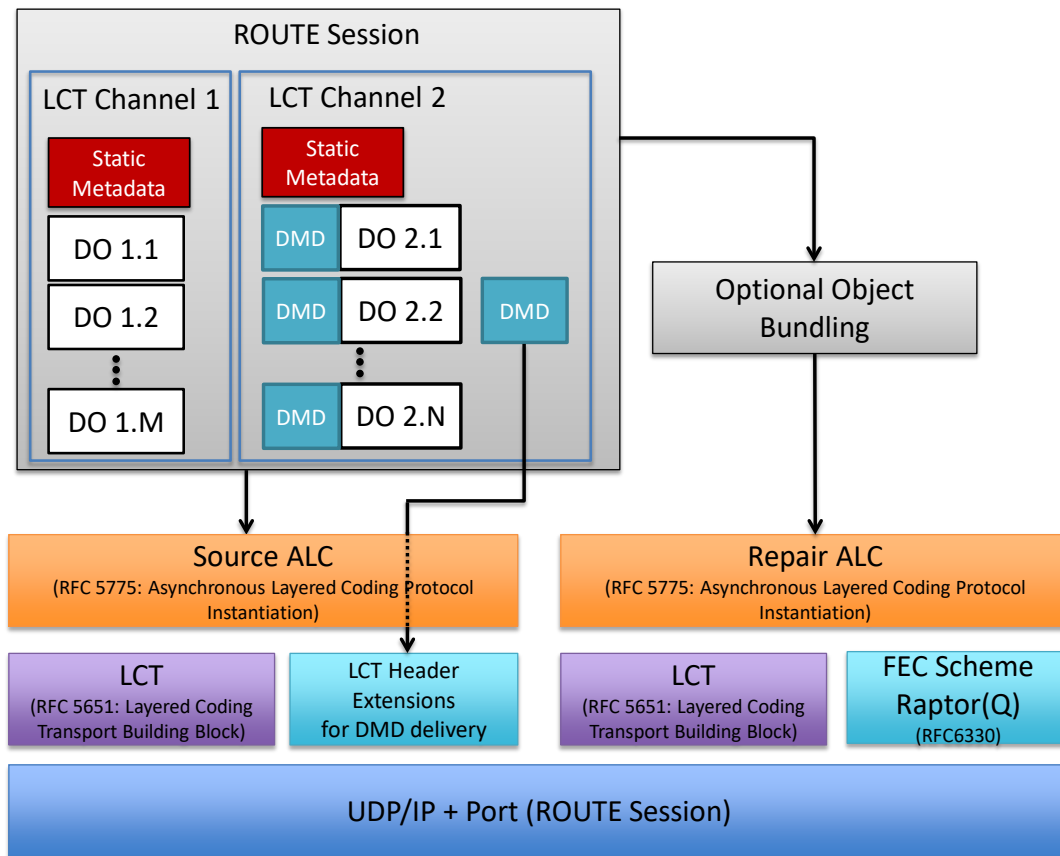 ROUTE Session
LCT Channel 1
Static
Metadata
DO 1.1
DO 1.2
DO 1.M
LCT Channel 2
Static
Metadata
DMD
DO 2.1
DMD
DO 2.2
DMD
DMD
DO 2.N
Optional Object
Bundling
Source ALC
(RFC 5775: Asynchronous Layered Coding Protocol
Instantiation)
Repair ALC
(RFC 5775: Asynchronous Layered Coding Protocol
Instantiation)
LCT
(RFC 5651: Layered Coding
Transport Building Block)
LCT Header
Extensions
for DMD delivery
LCT
(RFC 5651: Layered Coding
Transport Building Block)
FEC Scheme
Raptor(Q)
(RFC6330)
UDP/IP + Port (ROUTE Session)